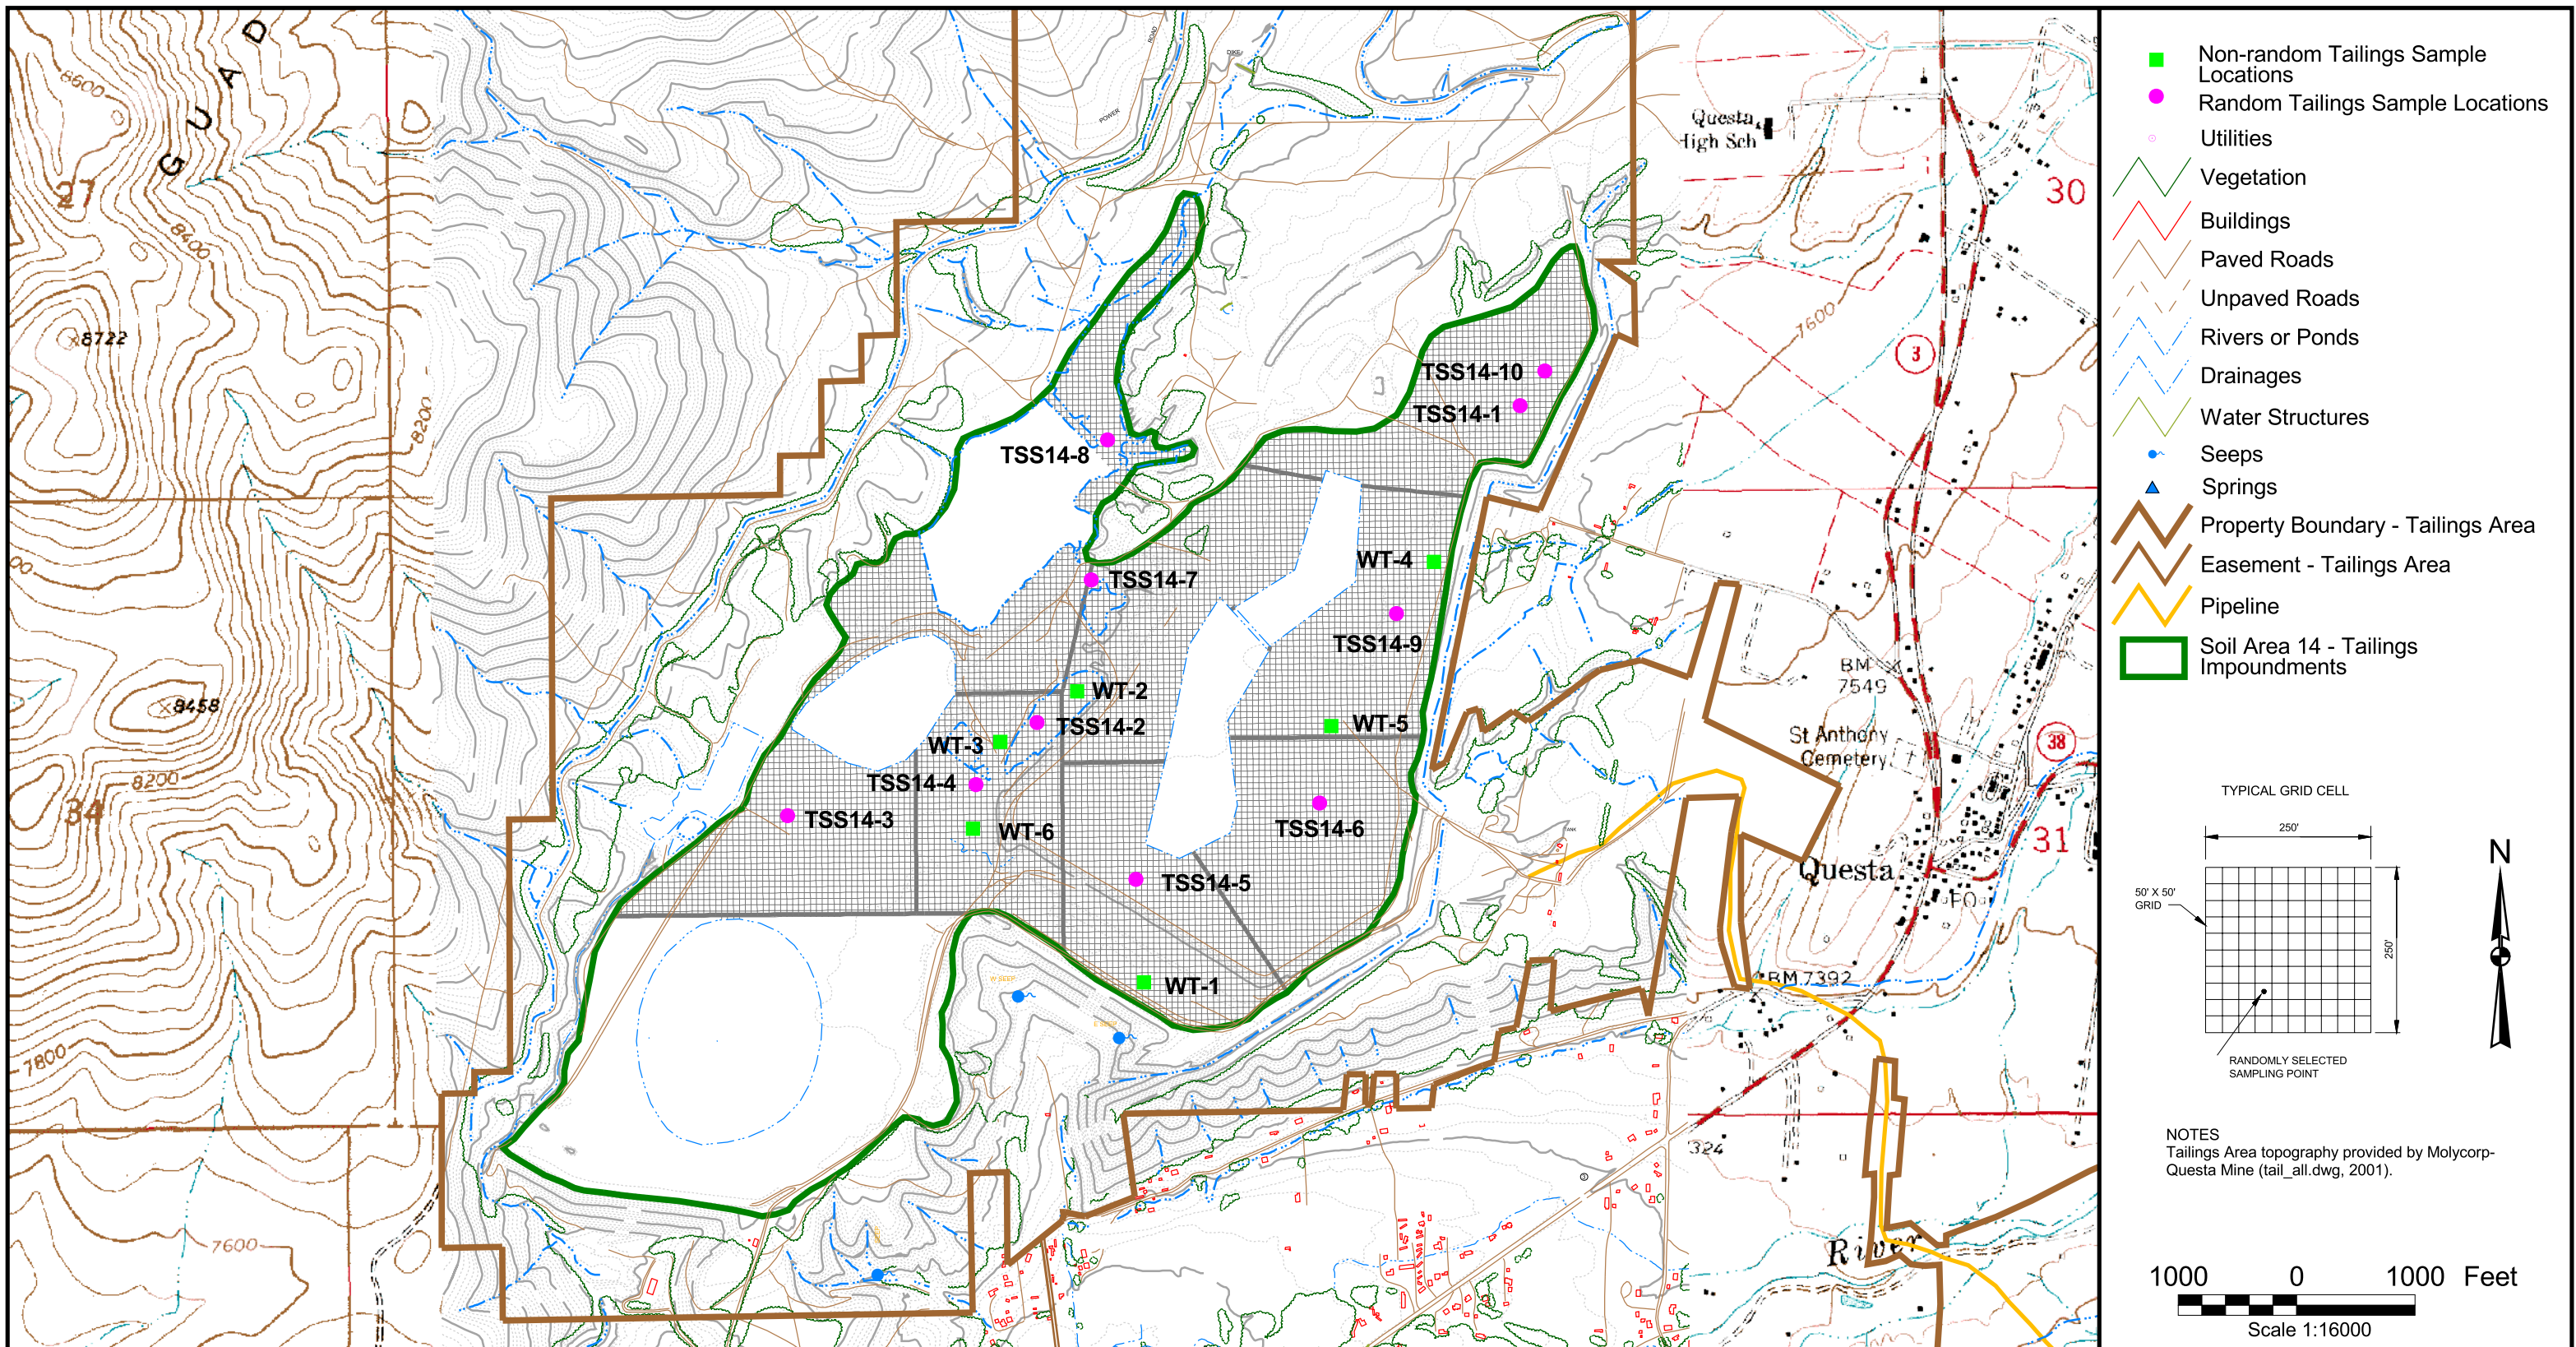 G U A D
8600
27
8400
8722
8200
00
8458
8200
34
7800
7600
ROAD
DIKE
POWER
Questa
High Sch
30
7600
3
TSS14-10
TSS14-1
TSS14-8
WT-4
TSS14-7
TSS14-9
WT-2
TSS14-2
WT-5
WT-3
TSS14-4
TSS14-3
WT-6
TSS14-6
TSS14-5
WT-1
W SEEP
TANK
BM
7549
St Anthony
Cemetery
38
31
Questa
PO
BM 7392
324
3
River
Non-random Tailings Sample
Locations
Random Tailings Sample Locations
Utilities
Vegetation
Buildings
Paved Roads
Unpaved Roads
Rivers or Ponds
Drainages
Water Structures
Seeps
Springs
Property Boundary - Tailings Area
Easement - Tailings Area
Pipeline
Soil Area 14 - Tailings
Impoundments
TYPICAL GRID CELL
250'
50' X 50'
GRID
250'
RANDOMLY SELECTED
SAMPLING POINT
N
NOTES
Tailings Area topography provided by Molycorp-
Questa Mine (tail_all.dwg, 2001).
1000 0 1000 Feet
Scale 1:16000